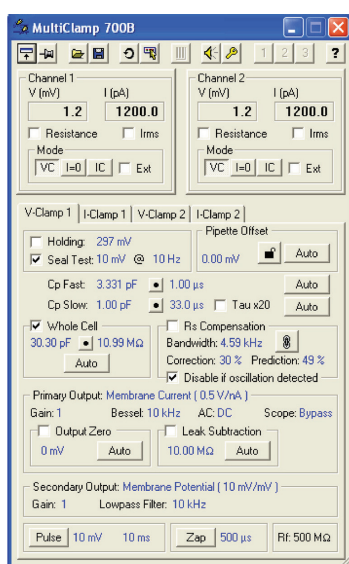 MultiClamp 700B
1 2 3 ?
Channel 1
V (mV) I (pA)
1.2 1200.0
Resistance Irms
Mode
VC I=0 IC Ext
Channel 2
V (mV) I (pA)
1.2 1200.0
Resistance Irms
Mode
VC I=0 IC Ext
V-Clamp 1 I-Clamp 1 V-Clamp 2 I-Clamp 2
Holding: 297 mV
Seal Test: 10 mV @ 10 Hz
Pipette Offset
0.00 mV Auto
Cp Fast: 3.331 pF 1.00 µs Auto
Cp Slow: 1.00 pF 33.0 µs Tau x20 Auto
Whole Cell
30.30 pF 10.99 MΩ
Auto
Rs Compensation
Bandwidth: 4.59 kHz
Correction: 30 % Prediction: 49 %
Disable if oscillation detected
Primary Output: Membrane Current ( 0.5 V/nA )
Gain: 1 Bessel: 10 kHz AC: DC Scope: Bypass
Output Zero
0 mV Auto
Leak Subtraction
10.00 MΩ Auto
Secondary Output: Membrane Potential ( 10 mV/mV )
Gain: 1 Lowpass Filter: 10 kHz
Pulse 10 mV 10 ms Zap 500 µs Rf: 500 MΩ